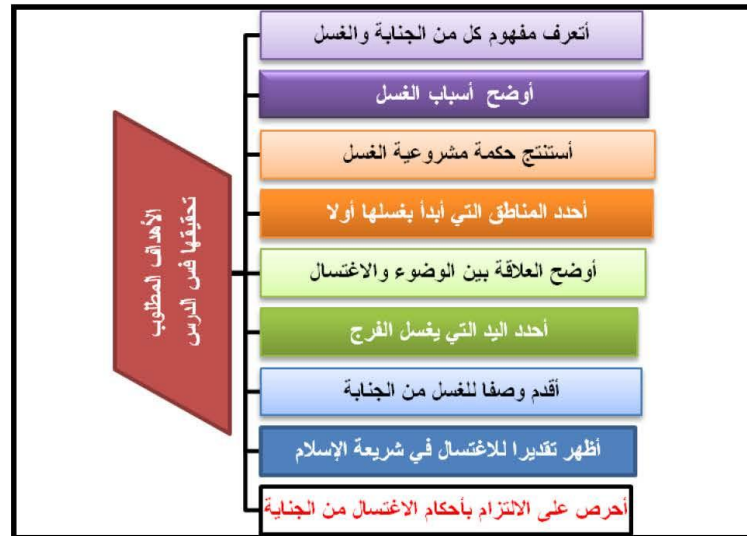 الأهداف المطلوب
تحقيقها فس الدرس
أتعرف مفهوم كل من الجنابة والغسل
أوضح أسباب الغسل
أستنتج حكمة مشروعية الغسل
أحدد المناطق التي أبدأ بغسلها أولا
أوضح العلاقة بين الوضوء والاغتسال
أحدد اليد التي يغسل الفرج
أقدم وصفا للغسل من الجنابة
أظهر تقديرا للاغتسال في شريعة الإسلام
أحرص على الالتزام بأحكام الاغتسال من الجناية